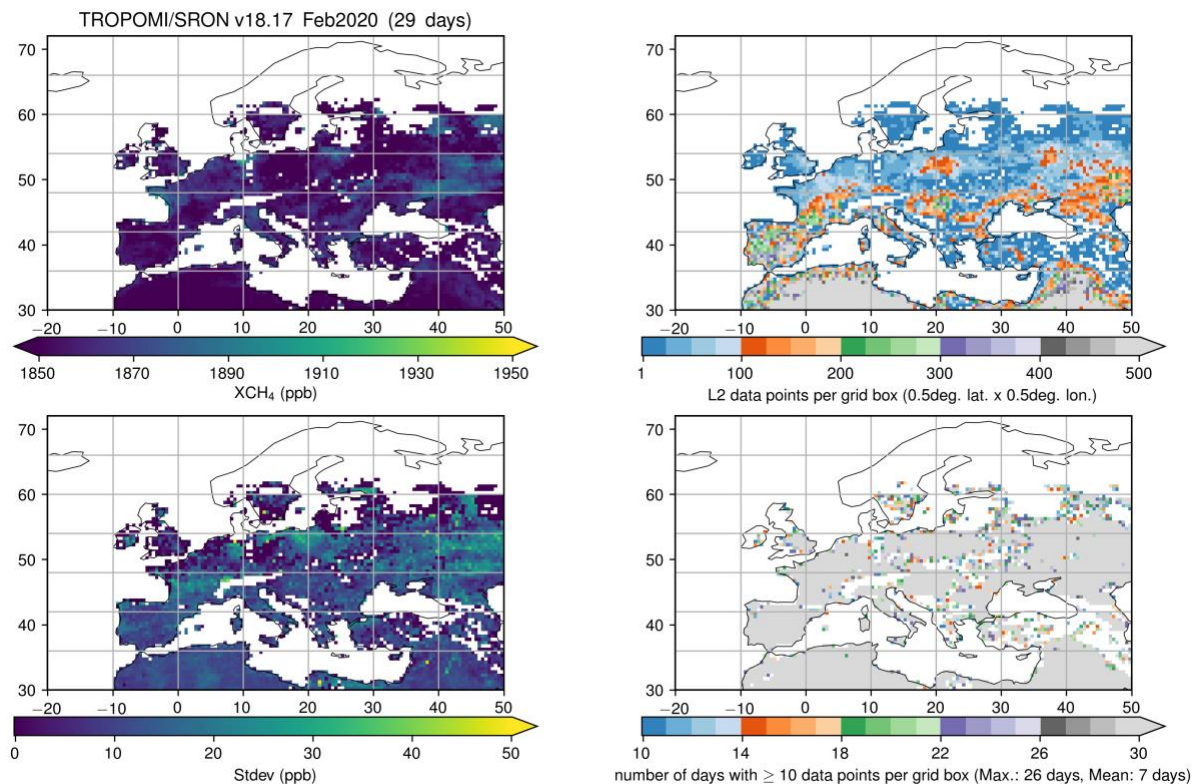 TROPOMI/SRON v18.17 Feb2020 (29 days)
70
60
50
40
30
−20 −10 0 10 20 30 40 50
1850 1870 1890 1910 1930 1950
XCH₄ (ppb)
70
60
50
40
30
−20 −10 0 10 20 30 40 50
1 100 200 300 400 500
L2 data points per grid box (0.5deg. lat. x 0.5deg. lon.)
70
60
50
40
30
−20 −10 0 10 20 30 40 50
0 10 20 30 40 50
Stdev (ppb)
70
60
50
40
30
−20 −10 0 10 20 30 40 50
10 14 18 22 26 30
number of days with ≥ 10 data points per grid box (Max.: 26 days, Mean: 7 days)